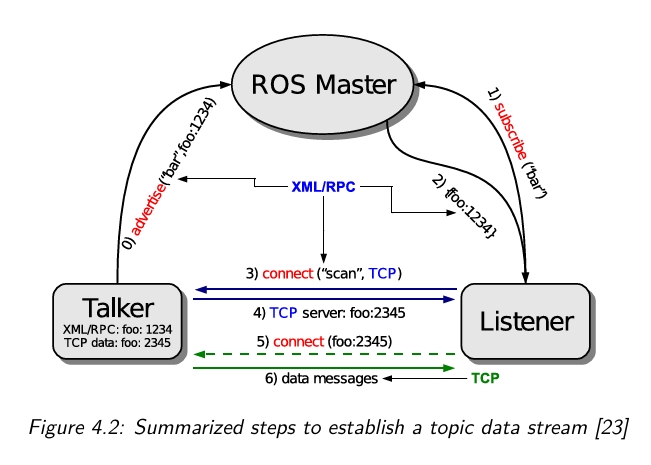 ROS Master
0) advertise("bar",foo:1234)
1) subscribe ("bar")
XML/RPC
2) {foo:1234}
3) connect ("scan", TCP)
Talker
XML/RPC: foo: 1234
TCP data: foo: 2345
4) TCP server: foo:2345
Listener
5) connect (foo:2345)
6) data messages
TCP
Figure 4.2: Summarized steps to establish a topic data stream [23]